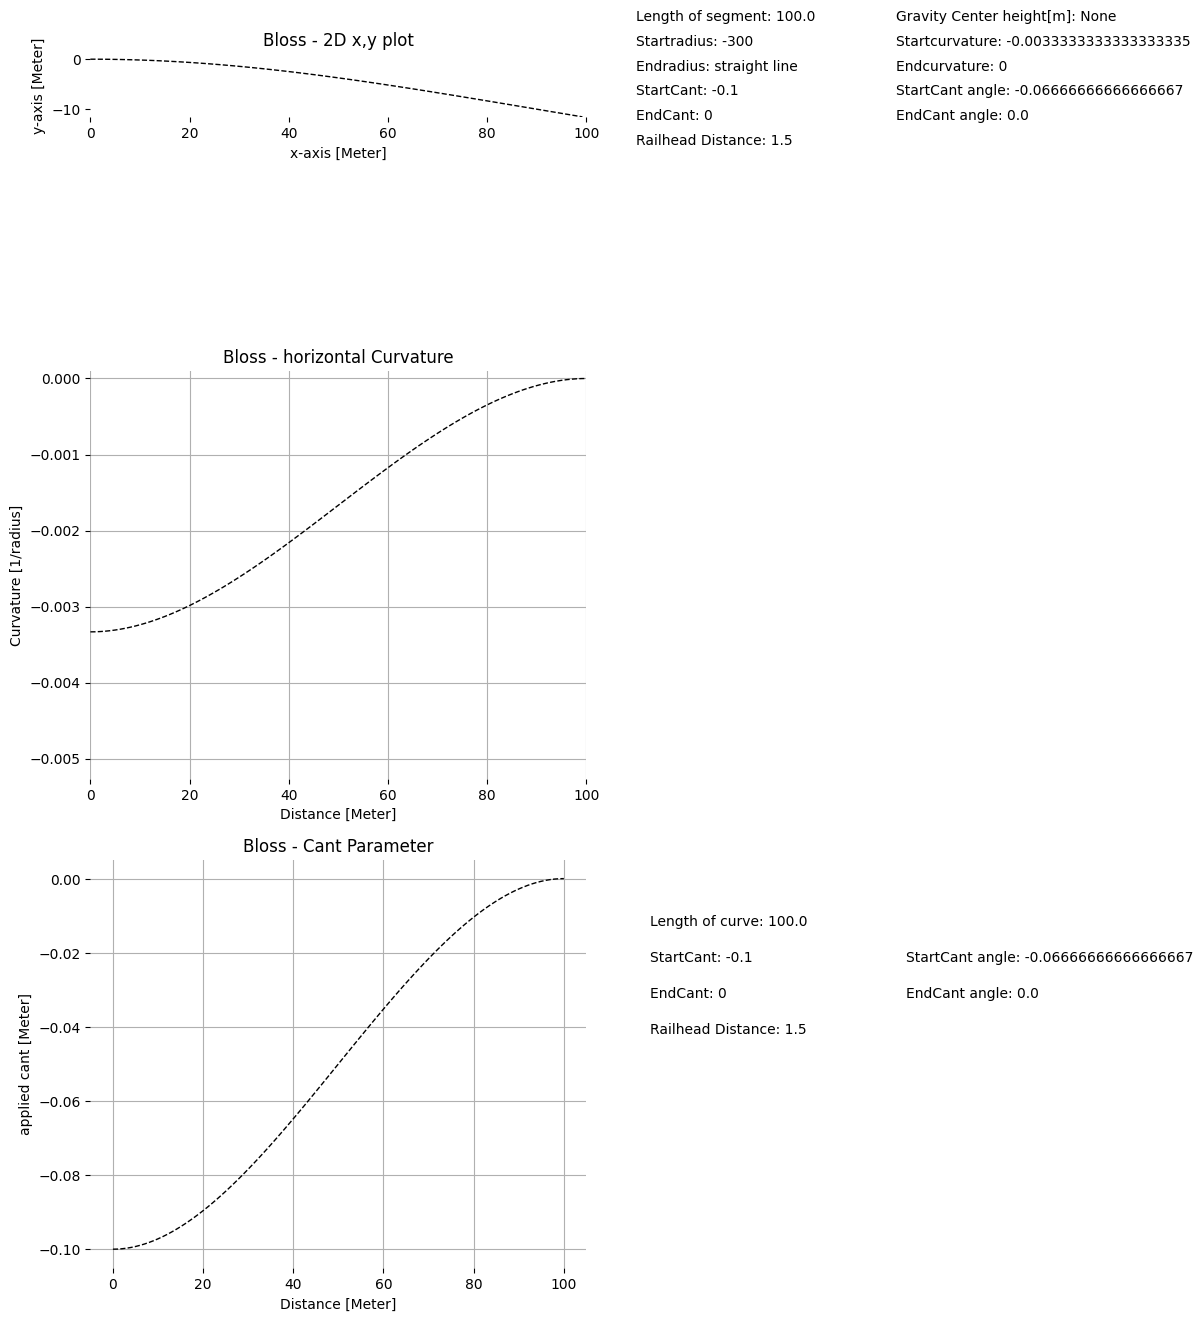 Length of segment: 100.0
Gravity Center height[m]: None
Startradius: -300
Startcurvature: -0.0033333333333333335
Endradius: straight line
Endcurvature: 0
StartCant: -0.1
StartCant angle: -0.06666666666666667
EndCant: 0
EndCant angle: 0.0
Railhead Distance: 1.5
Bloss - 2D x,y plot
y-axis [Meter]
0
−10
0 20 40 60 80 100
x-axis [Meter]
Bloss - horizontal Curvature
Curvature [1/radius]
0.000
−0.001
−0.002
−0.003
−0.004
−0.005
0 20 40 60 80 100
Distance [Meter]
Bloss - Cant Parameter
applied cant [Meter]
0.00
−0.02
−0.04
−0.06
−0.08
−0.10
0 20 40 60 80 100
Distance [Meter]
Length of curve: 100.0
StartCant: -0.1
StartCant angle: -0.06666666666666667
EndCant: 0
EndCant angle: 0.0
Railhead Distance: 1.5